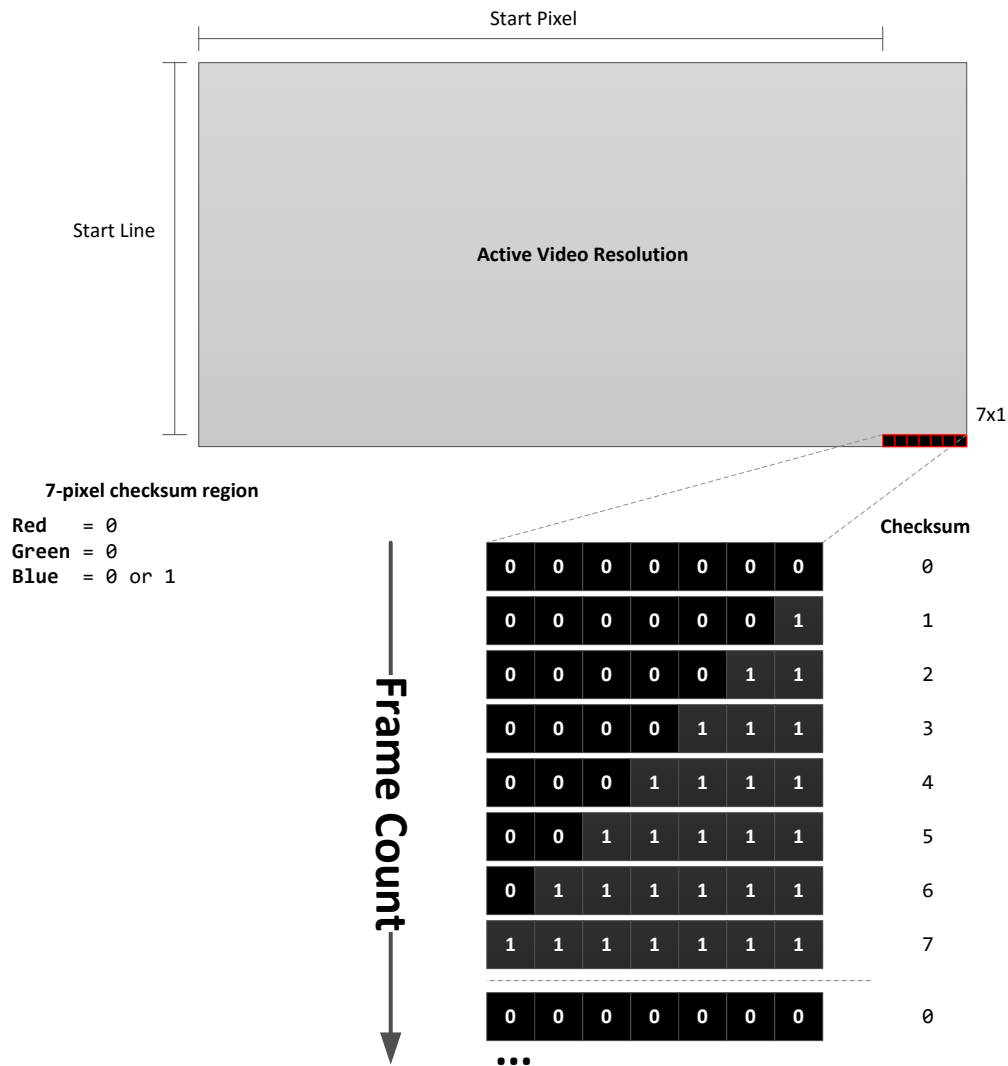 Start Pixel
Start Line
Active Video Resolution
7x1
7-pixel checksum region
Red = 0
Green = 0
Blue = 0 or 1
Checksum
0 0 0 0 0 0 0 0
0 0 0 0 0 0 1 1
0 0 0 0 0 1 1 2
0 0 0 0 1 1 1 3
0 0 0 1 1 1 1 4
0 0 1 1 1 1 1 5
0 1 1 1 1 1 1 6
1 1 1 1 1 1 1 7
0 0 0 0 0 0 0 0
...
Frame Count